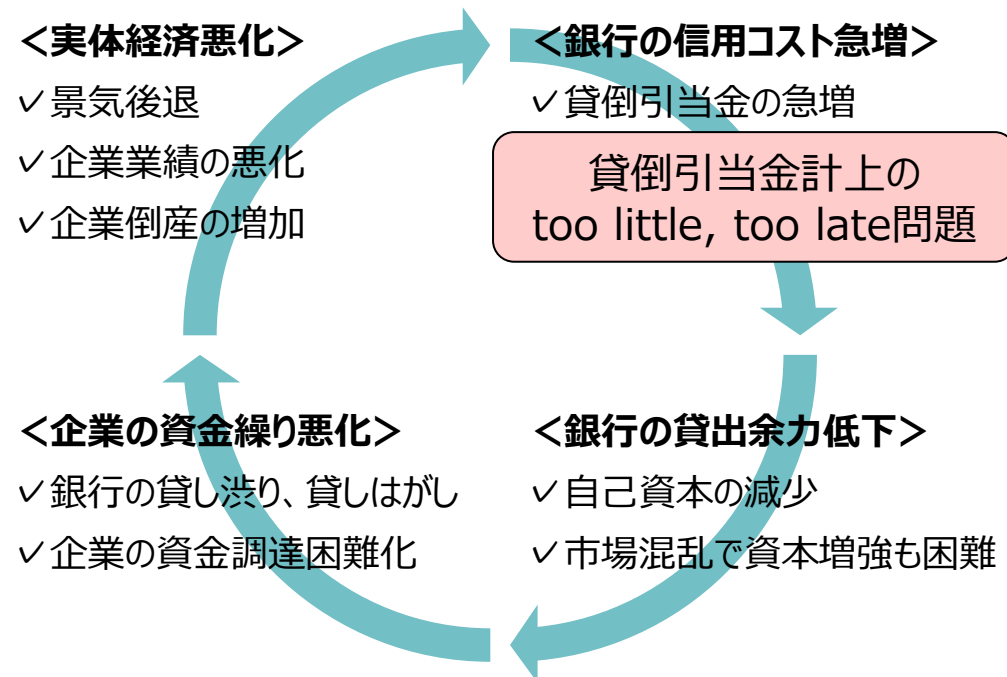 ＜実体経済悪化＞
✓景気後退
✓企業業績の悪化
✓企業倒産の増加
＜銀行の信用コスト急増＞
✓貸倒引当金の急増
貸倒引当金計上の
too little, too late問題
＜企業の資金繰り悪化＞
✓銀行の貸し渋り、貸しはがし
✓企業の資金調達困難化
＜銀行の貸出余力低下＞
✓自己資本の減少
✓市場混乱で資本増強も困難